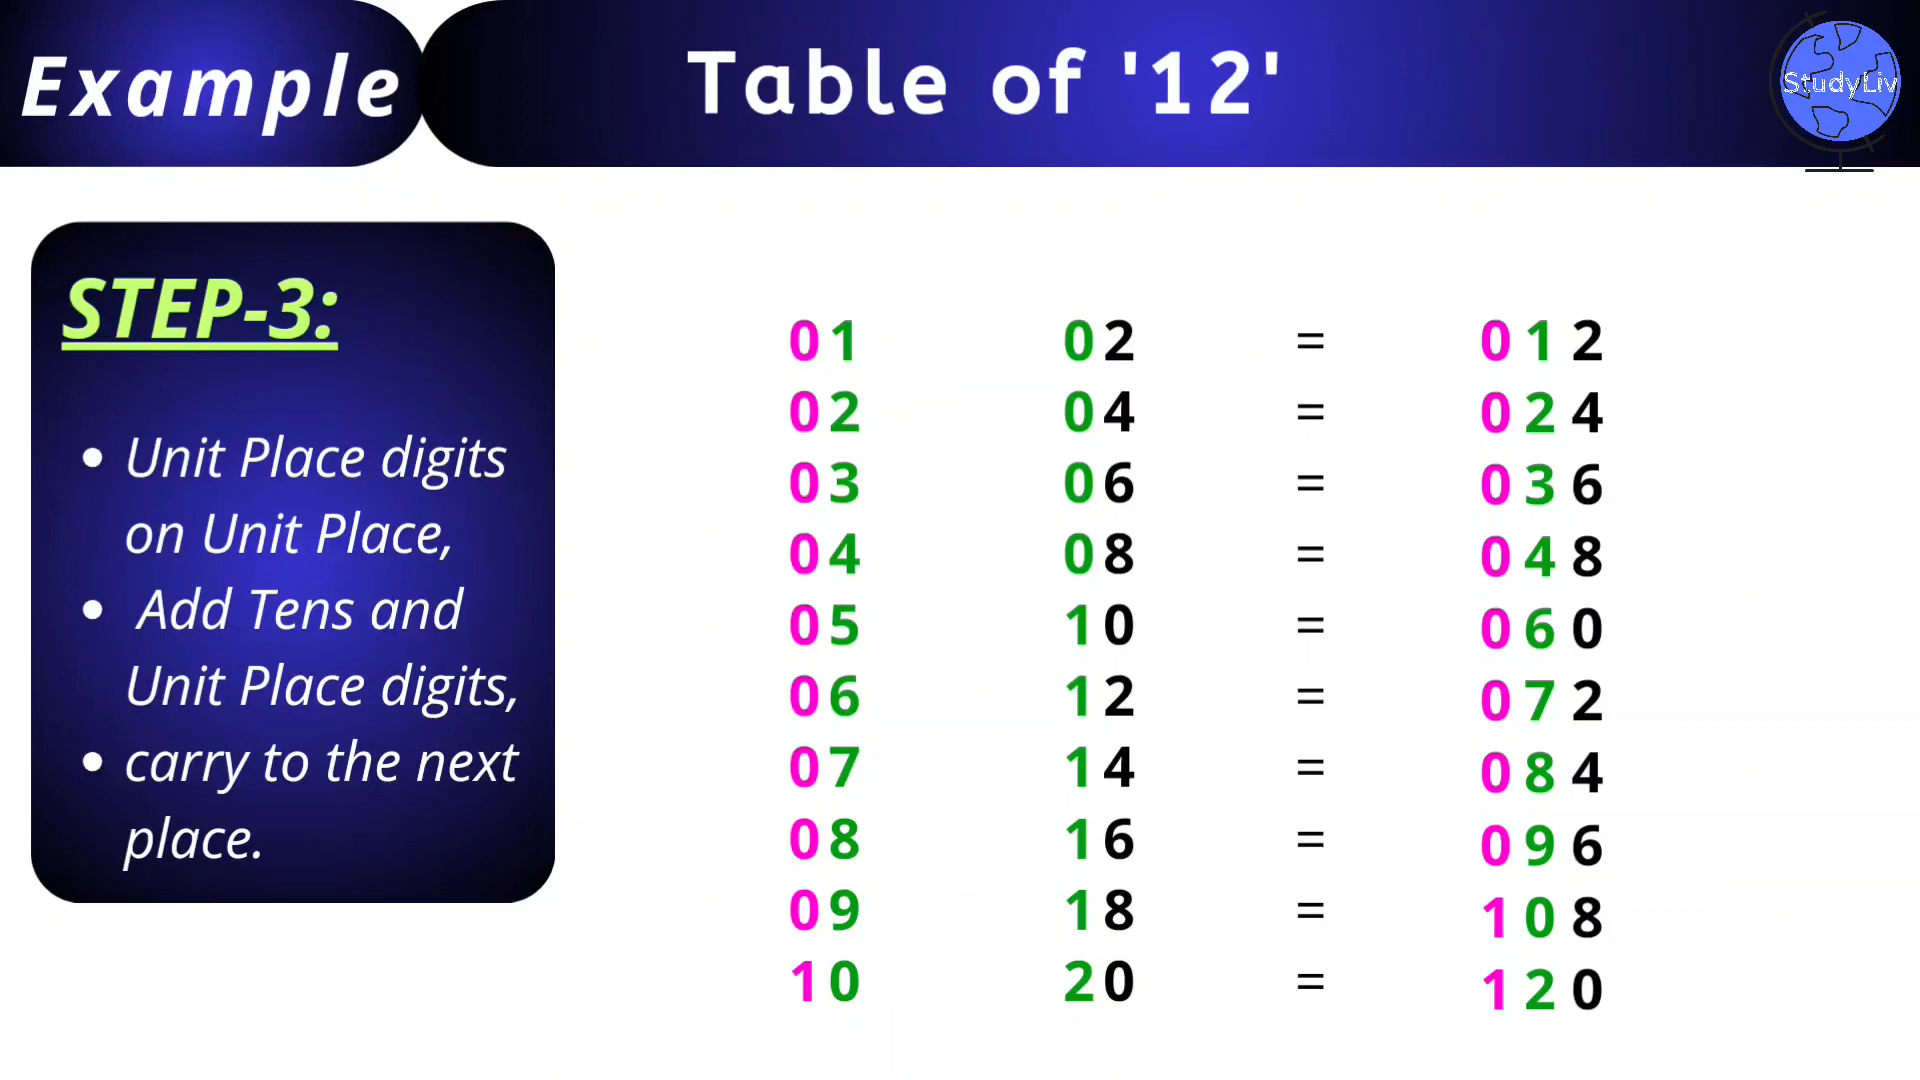 Example
Table of '12'
StudyLiv
STEP-3:
• Unit Place digits
on Unit Place,
• Add Tens and
Unit Place digits,
• carry to the next
place.
01 02 = 012
02 04 = 024
03 06 = 036
04 08 = 048
05 10 = 060
06 12 = 072
07 14 = 084
08 16 = 096
09 18 = 108
10 20 = 120